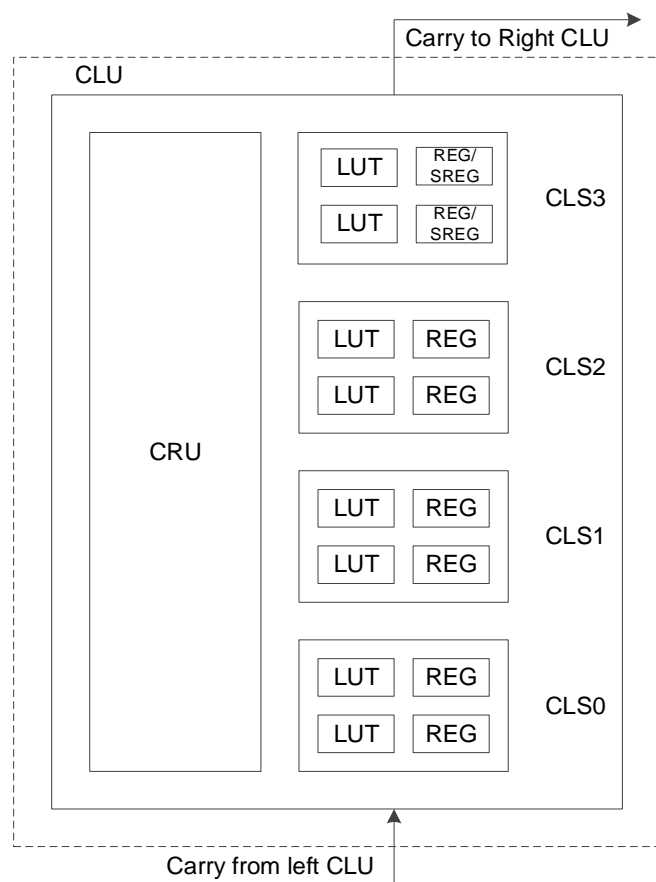 Carry to Right CLU
CLU
LUT
REG/
SREG
LUT
REG/
SREG
CLS3
LUT REG
LUT REG
CLS2
CRU
LUT REG
LUT REG
CLS1
LUT REG
LUT REG
CLS0
Carry from left CLU